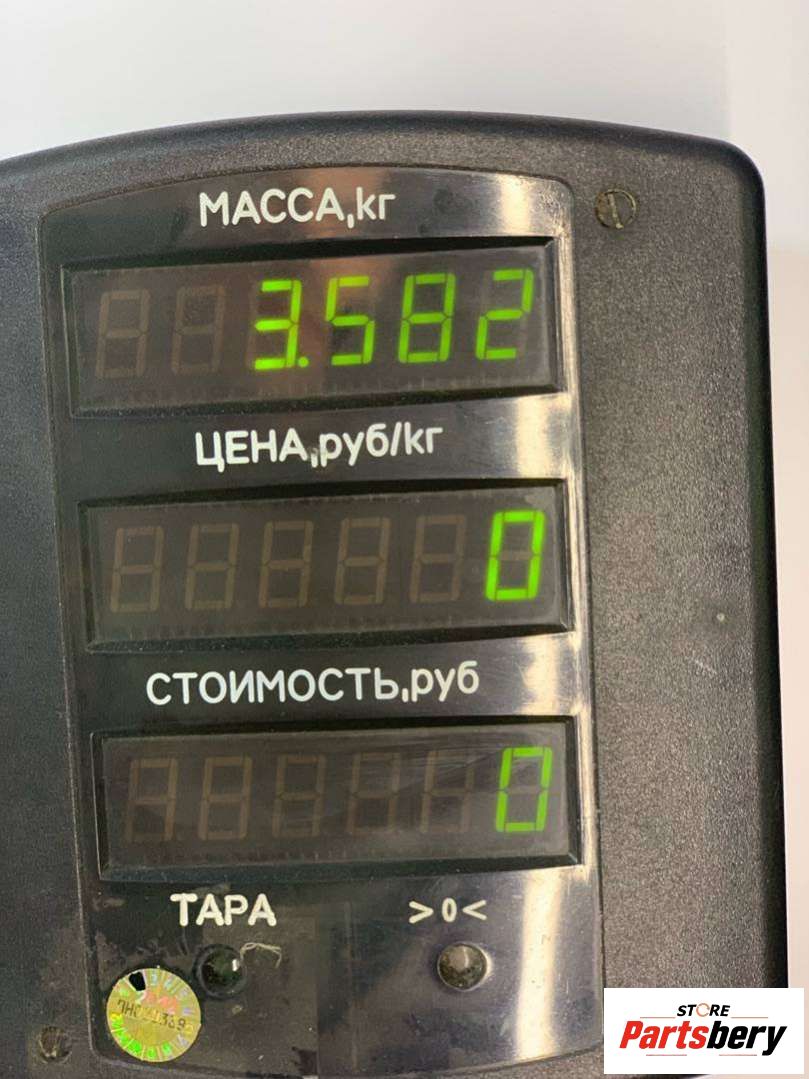 МАССА,кг
3.582
ЦЕНА,руб/кг
0
СТОИМОСТЬ,руб
0
ТАРА >0<
STORE
Partsbery